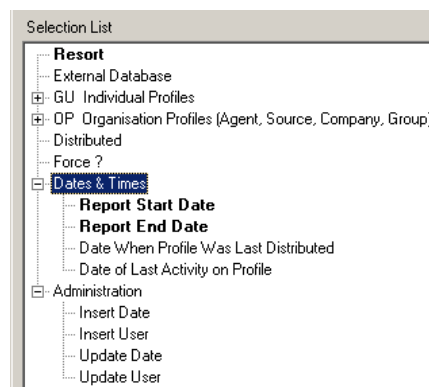 Selection List
Resort
External Database
GU Individual Profiles
OP Organisation Profiles (Agent, Source, Company, Group)
Distributed
Force ?
Dates & Times
Report Start Date
Report End Date
Date When Profile Was Last Distributed
Date of Last Activity on Profile
Administration
Insert Date
Insert User
Update Date
Update User